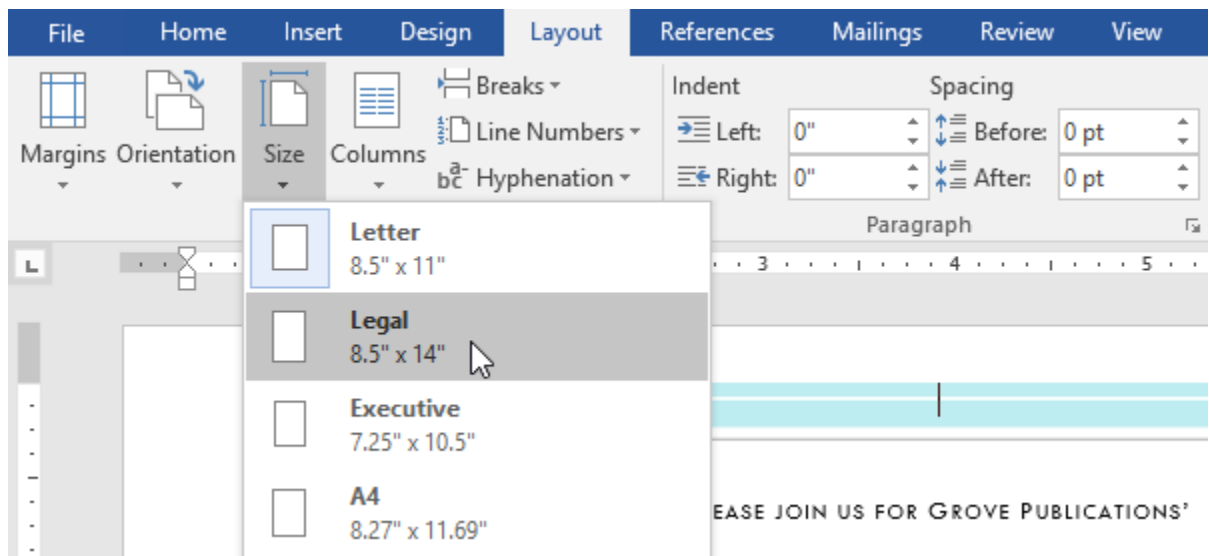 File Home Insert Design Layout References Mailings Review View
Breaks Indent Spacing
Line Numbers Left: 0" Before: 0 pt
Margins Orientation Size Columns
bc a- Hyphenation Right: 0" After: 0 pt
Paragraph
Letter
8.5" x 11"
L 3 4 5
Legal
8.5" x 14"
Executive
7.25" x 10.5"
A4
8.27" x 11.69"
EASE JOIN US FOR GROVE PUBLICATIONS'